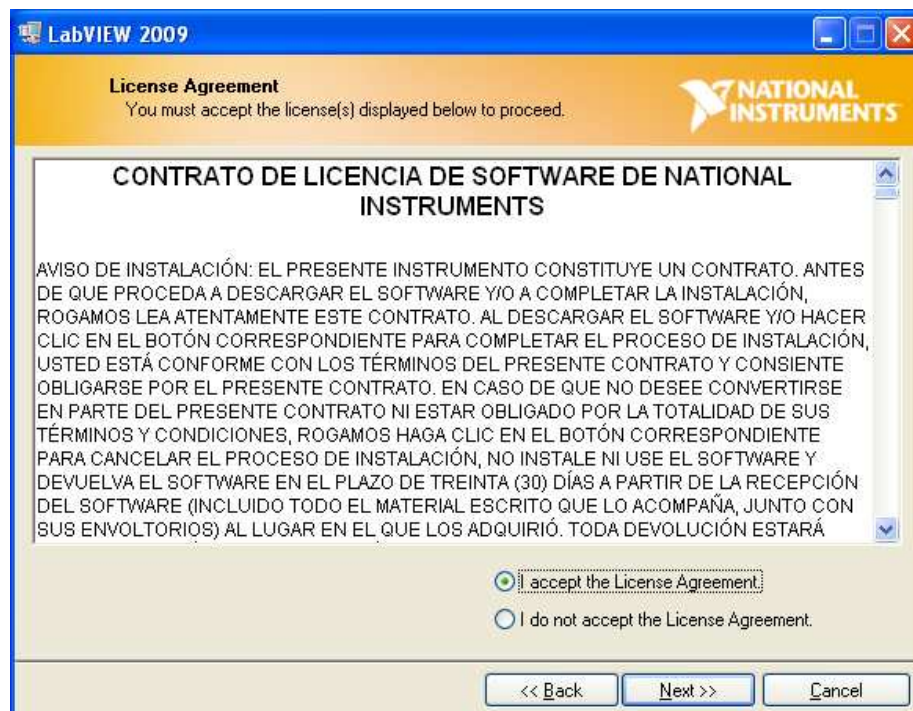 LabVIEW 2009
License Agreement
You must accept the license(s) displayed below to proceed.
NATIONAL
INSTRUMENTS
CONTRATO DE LICENCIA DE SOFTWARE DE NATIONAL
INSTRUMENTS
AVISO DE INSTALACIÓN: EL PRESENTE INSTRUMENTO CONSTITUYE UN CONTRATO. ANTES
DE QUE PROCEDA A DESCARGAR EL SOFTWARE Y/O A COMPLETAR LA INSTALACIÓN,
ROGAMOS LEA ATENTAMENTE ESTE CONTRATO. AL DESCARGAR EL SOFTWARE Y/O HACER
CLIC EN EL BOTÓN CORRESPONDIENTE PARA COMPLETAR EL PROCESO DE INSTALACIÓN,
USTED ESTÁ CONFORME CON LOS TÉRMINOS DEL PRESENTE CONTRATO Y CONSIENTE
OBLIGARSE POR EL PRESENTE CONTRATO. EN CASO DE QUE NO DESEE CONVERTIRSE
EN PARTE DEL PRESENTE CONTRATO NI ESTAR OBLIGADO POR LA TOTALIDAD DE SUS
TÉRMINOS Y CONDICIONES, ROGAMOS HAGA CLIC EN EL BOTÓN CORRESPONDIENTE
PARA CANCELAR EL PROCESO DE INSTALACIÓN, NO INSTALE NI USE EL SOFTWARE Y
DEVUELVA EL SOFTWARE EN EL PLAZO DE TREINTA (30) DÍAS A PARTIR DE LA RECEPCIÓN
DEL SOFTWARE (INCLUIDO TODO EL MATERIAL ESCRITO QUE LO ACOMPAÑA, JUNTO CON
SUS ENVOLTORIOS) AL LUGAR EN EL QUE LOS ADQUIRIÓ. TODA DEVOLUCIÓN ESTARÁ
I accept the License Agreement.
I do not accept the License Agreement.
<< Back
Next >>
Cancel